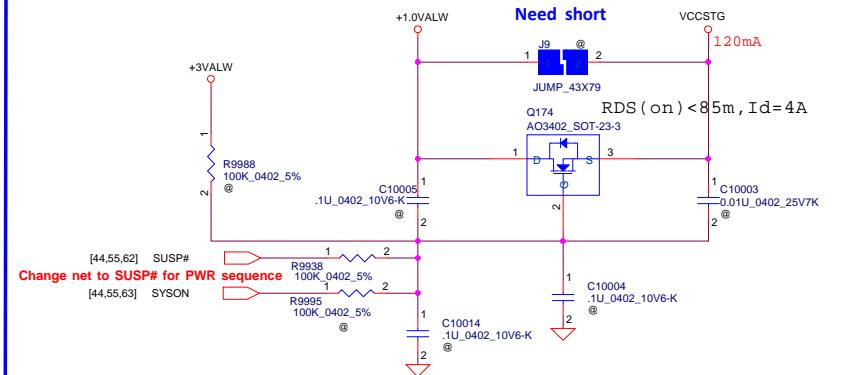 Need short
+1.0VALW
VCCSTG
120mA
J9 @
1 1 2 2
JUMP_43X79
+3VALW
RDS(on)<85m,Id=4A
Q174
AO3402_SOT-23-3
1 D S 3
G
2
1
R9988
100K_0402_5%
2
@
C10005
.1U_0402_10V6-K
@
1
2
C10003
0.01U_0402_25V7K
@
1
2
[44,55,62] SUSP#
1 2
R9938
100K_0402_5%
Change net to SUSP# for PWR sequence
[44,55,63] SYSON
1 2
R9995
100K_0402_5%
@
C10004
.1U_0402_10V6-K
@
1
2
C10014
.1U_0402_10V6-K
@
1
2